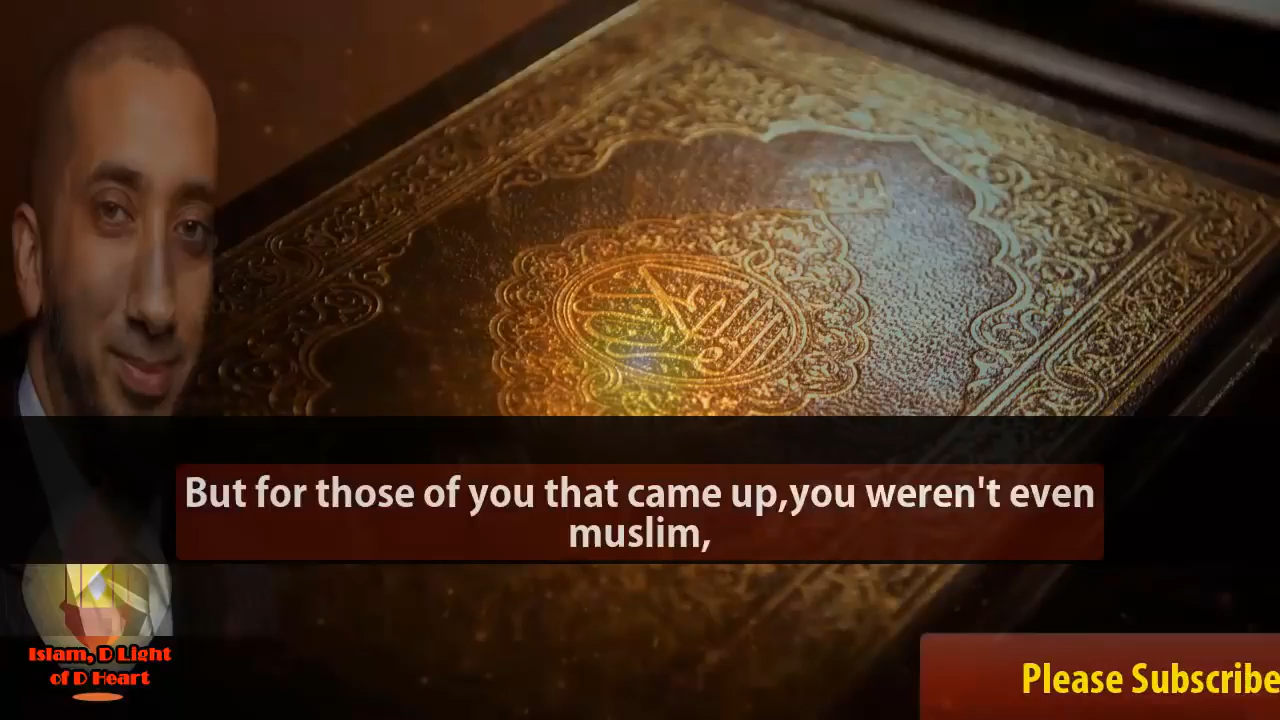 But for those of you that came up,you weren't even
muslim,
Islam, D Light
of D Heart
Please Subscribe